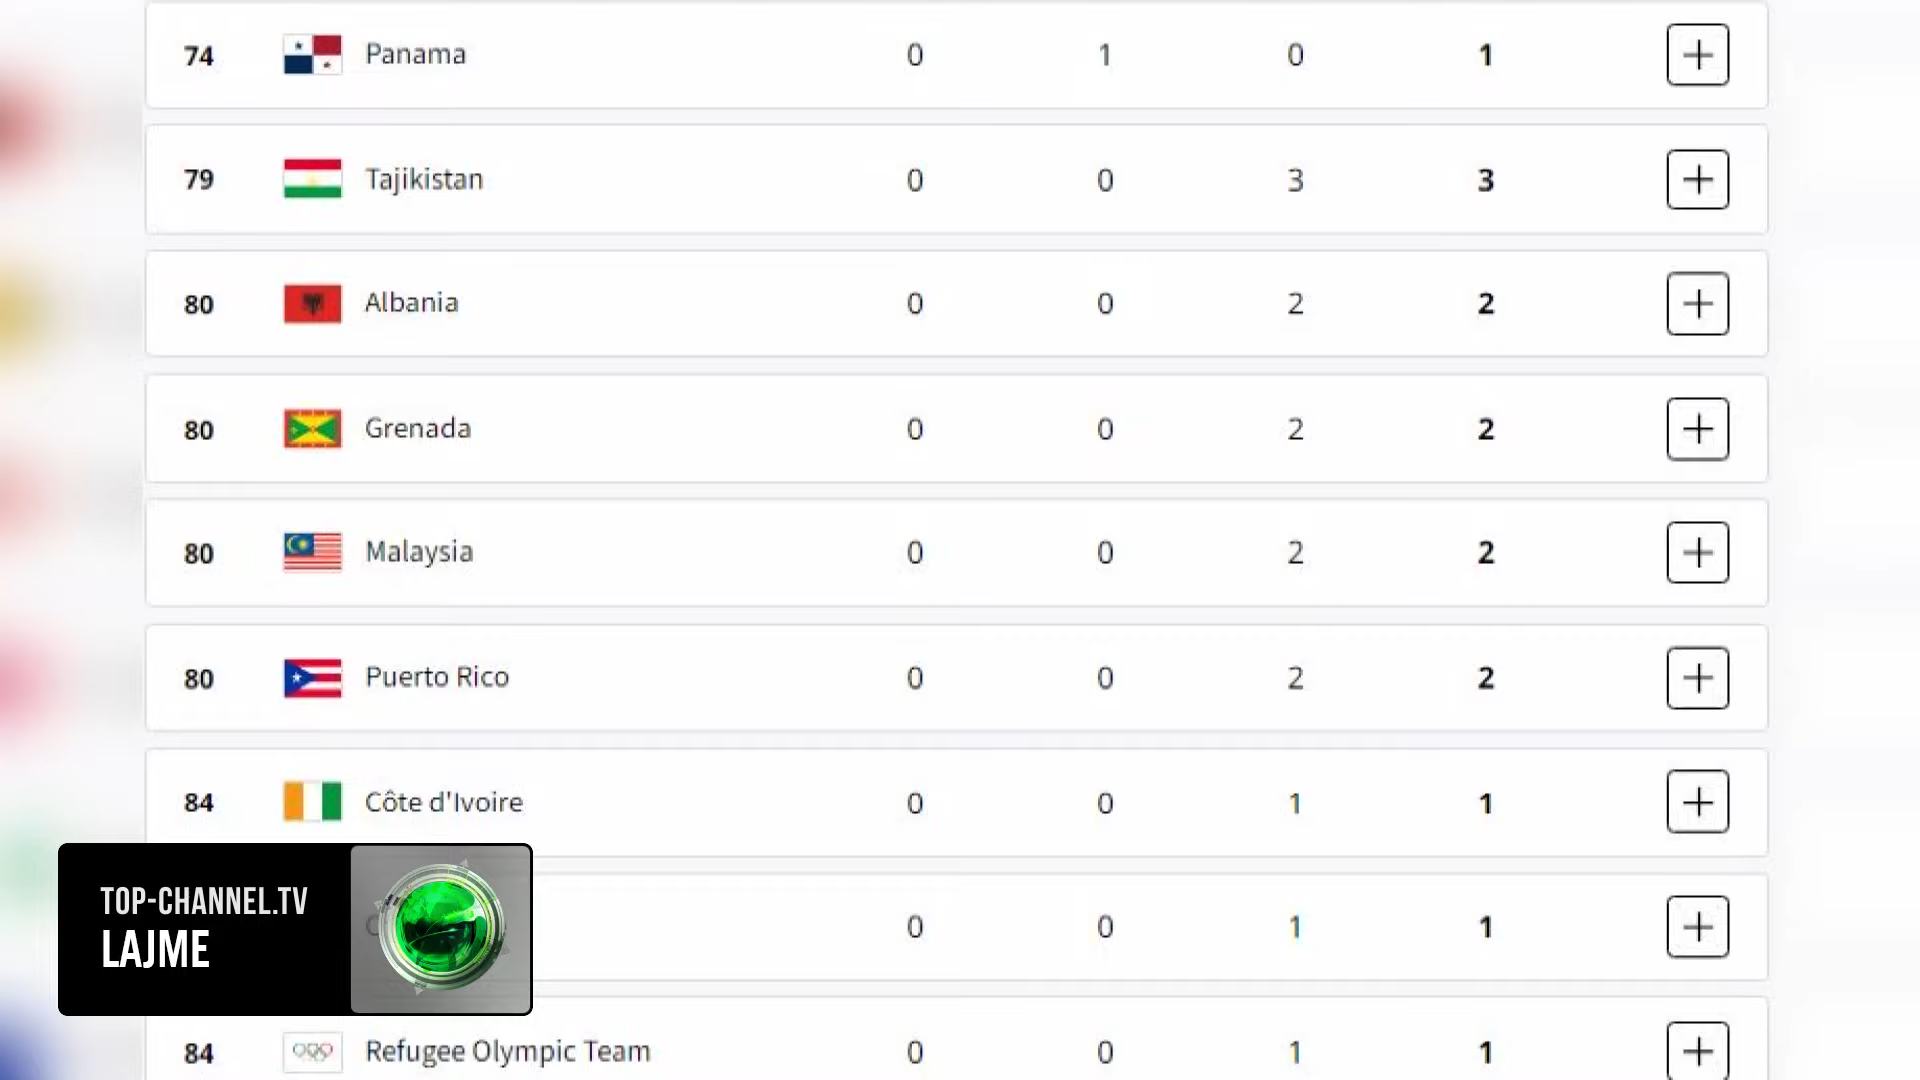 74 Panama 0 1 0 1
79 Tajikistan 0 0 3 3
80 Albania 0 0 2 2
80 Grenada 0 0 2 2
80 Malaysia 0 0 2 2
80 Puerto Rico 0 0 2 2
84 Côte d'Ivoire 0 0 1 1
0 0 1 1
84 Refugee Olympic Team 0 0 1 1
TOP-CHANNEL.TV
LAJME